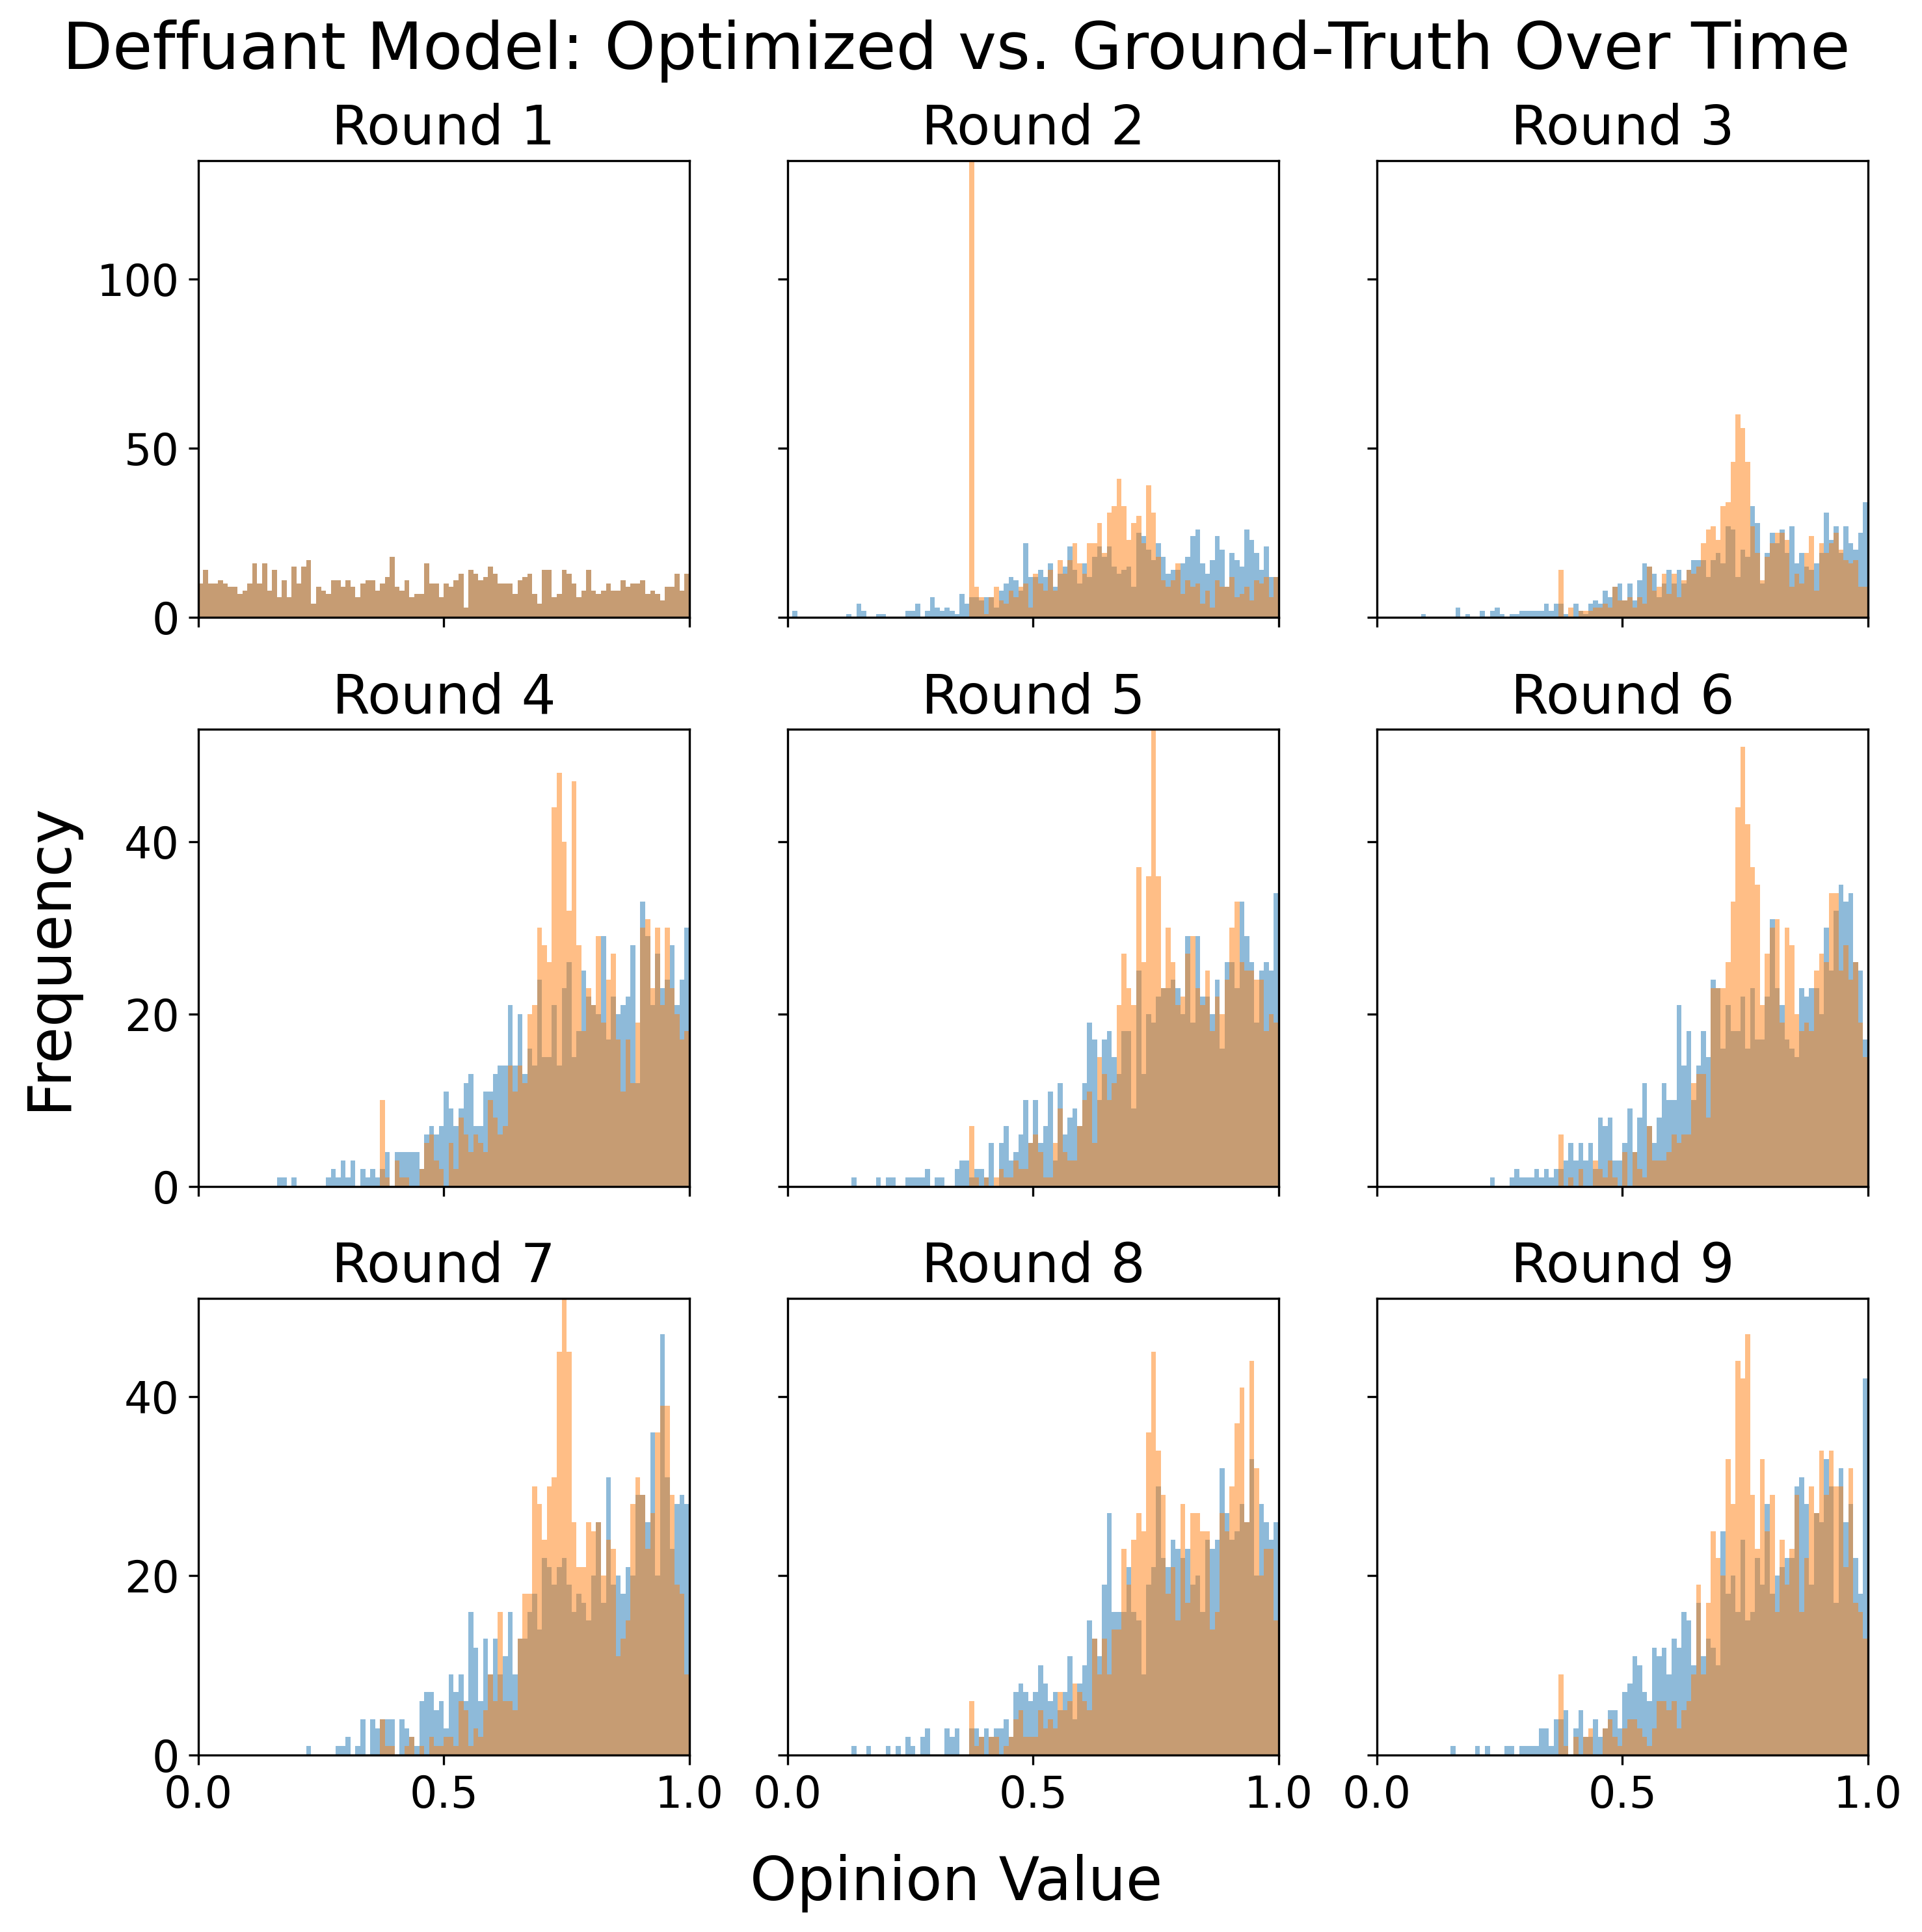 Deffuant Model: Optimized vs. Ground-Truth Over Time
Round 1
Round 2
Round 3
100
50
0
Round 4
Round 5
Round 6
Frequency
40
20
0
Round 7
Round 8
Round 9
40
20
0
0.0 0.5 1.0 0.0 0.5 1.0 0.0 0.5 1.0
Opinion Value